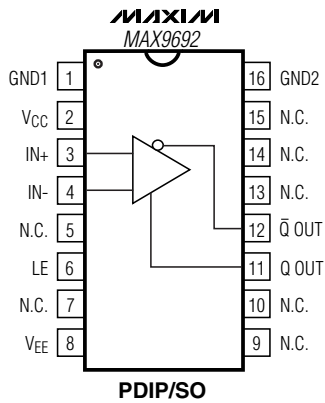 MAXIM
MAX9692
GND1 1 16 GND2
VCC 2 15 N.C.
IN+ 3 14 N.C.
IN- 4 13 N.C.
N.C. 5 12 Q̄ OUT
LE 6 11 Q OUT
N.C. 7 10 N.C.
VEE 8 9 N.C.
PDIP/SO